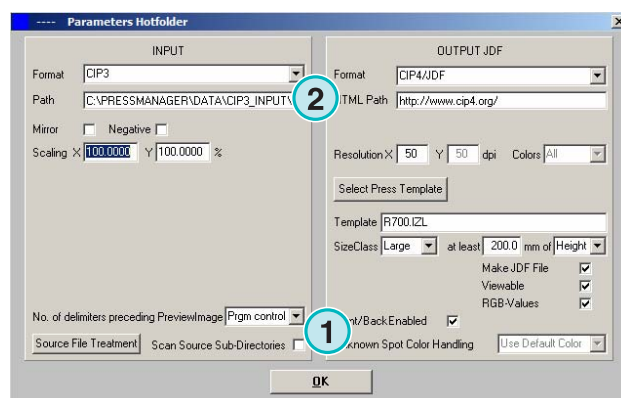 ---- Parameters Hotfolder
INPUT
Format CIP3
Path C:\PRESSMANAGER\DATA\CIP3_INPUT\
Mirror Negative
Scaling X 100.0000 Y 100.0000 %
No. of delimiters preceding PreviewImage Prgm control
Source File Treatment Scan Source Sub-Directories
OUTPUT JDF
Format CIP4/JDF
HTML Path http://www.cip4.org/
Resolution X 50 Y 50 dpi Colors All
Select Press Template
Template R700.IZL
SizeClass Large at least 200.0 mm of Height
Make JDF File
Viewable
RGB-Values
nt/Back Enabled
known Spot Color Handling Use Default Color
2
1
OK